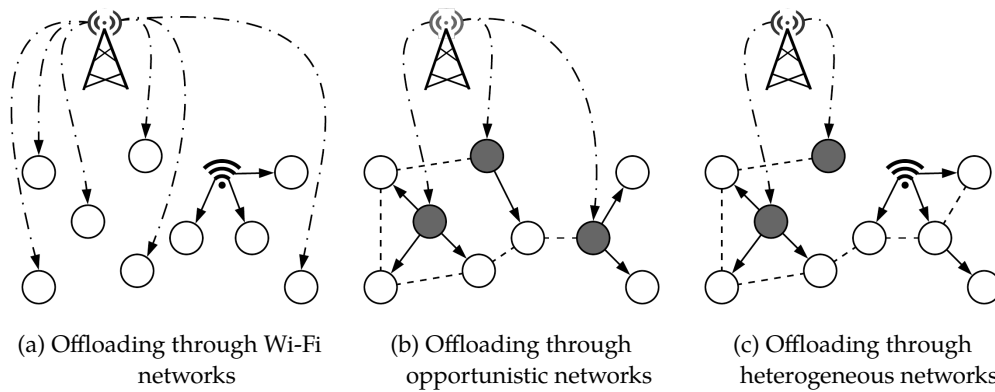 (a) Offloading through Wi-Fi
networks
(b) Offloading through
opportunistic networks
(c) Offloading through
heterogeneous networks